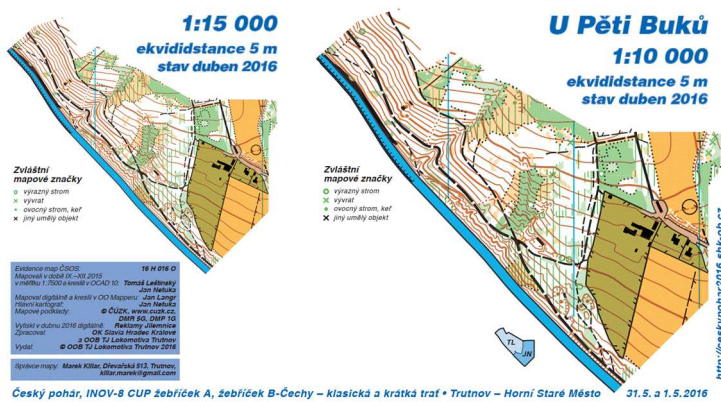 1:15 000
ekvidistance 5 m
stav duben 2016
U Pěti Buků
1:10 000
ekvidistance 5 m
stav duben 2016
Zvláštní
mapové značky
výrazný strom
vývrat
ovocný strom, keř
jiný umělý objekt
Zvláštní
mapové značky
výrazný strom
vývrat
ovocný strom, keř
jiný umělý objekt
Evidence map ČSOS: 16 H 016 O
Mapovali v době IX.–XII.2015
v měřítku 1:7500 a kreslili v OCAD 10: Tomáš Leštínský
Jan Netuka
Mapoval digitálně a kreslil v OO Mapperu: Jan Langr
Hlavní kartograf: Jan Netuka
Mapové podklady: © ČÚZK, www.cuzk.cz,
DMR 5G, DMP 1G
Vytiskl v dubnu 2016 digitálně: Reklamy Jilemnice
Zpracoval: OK Slavia Hradec Králové
a OOB TJ Lokomotiva Trutnov
Vydal: © OOB TJ Lokomotiva Trutnov 2016
Správce mapy: Marek Killar, Dřevařská 513, Trutnov,
killar.marek@gmail.com
TL
JN
Český pohár, INOV-8 CUP žebříček A, žebříček B-Čechy – klasická a krátká trať • Trutnov – Horní Staré Město 31.5. a 1.5.2016